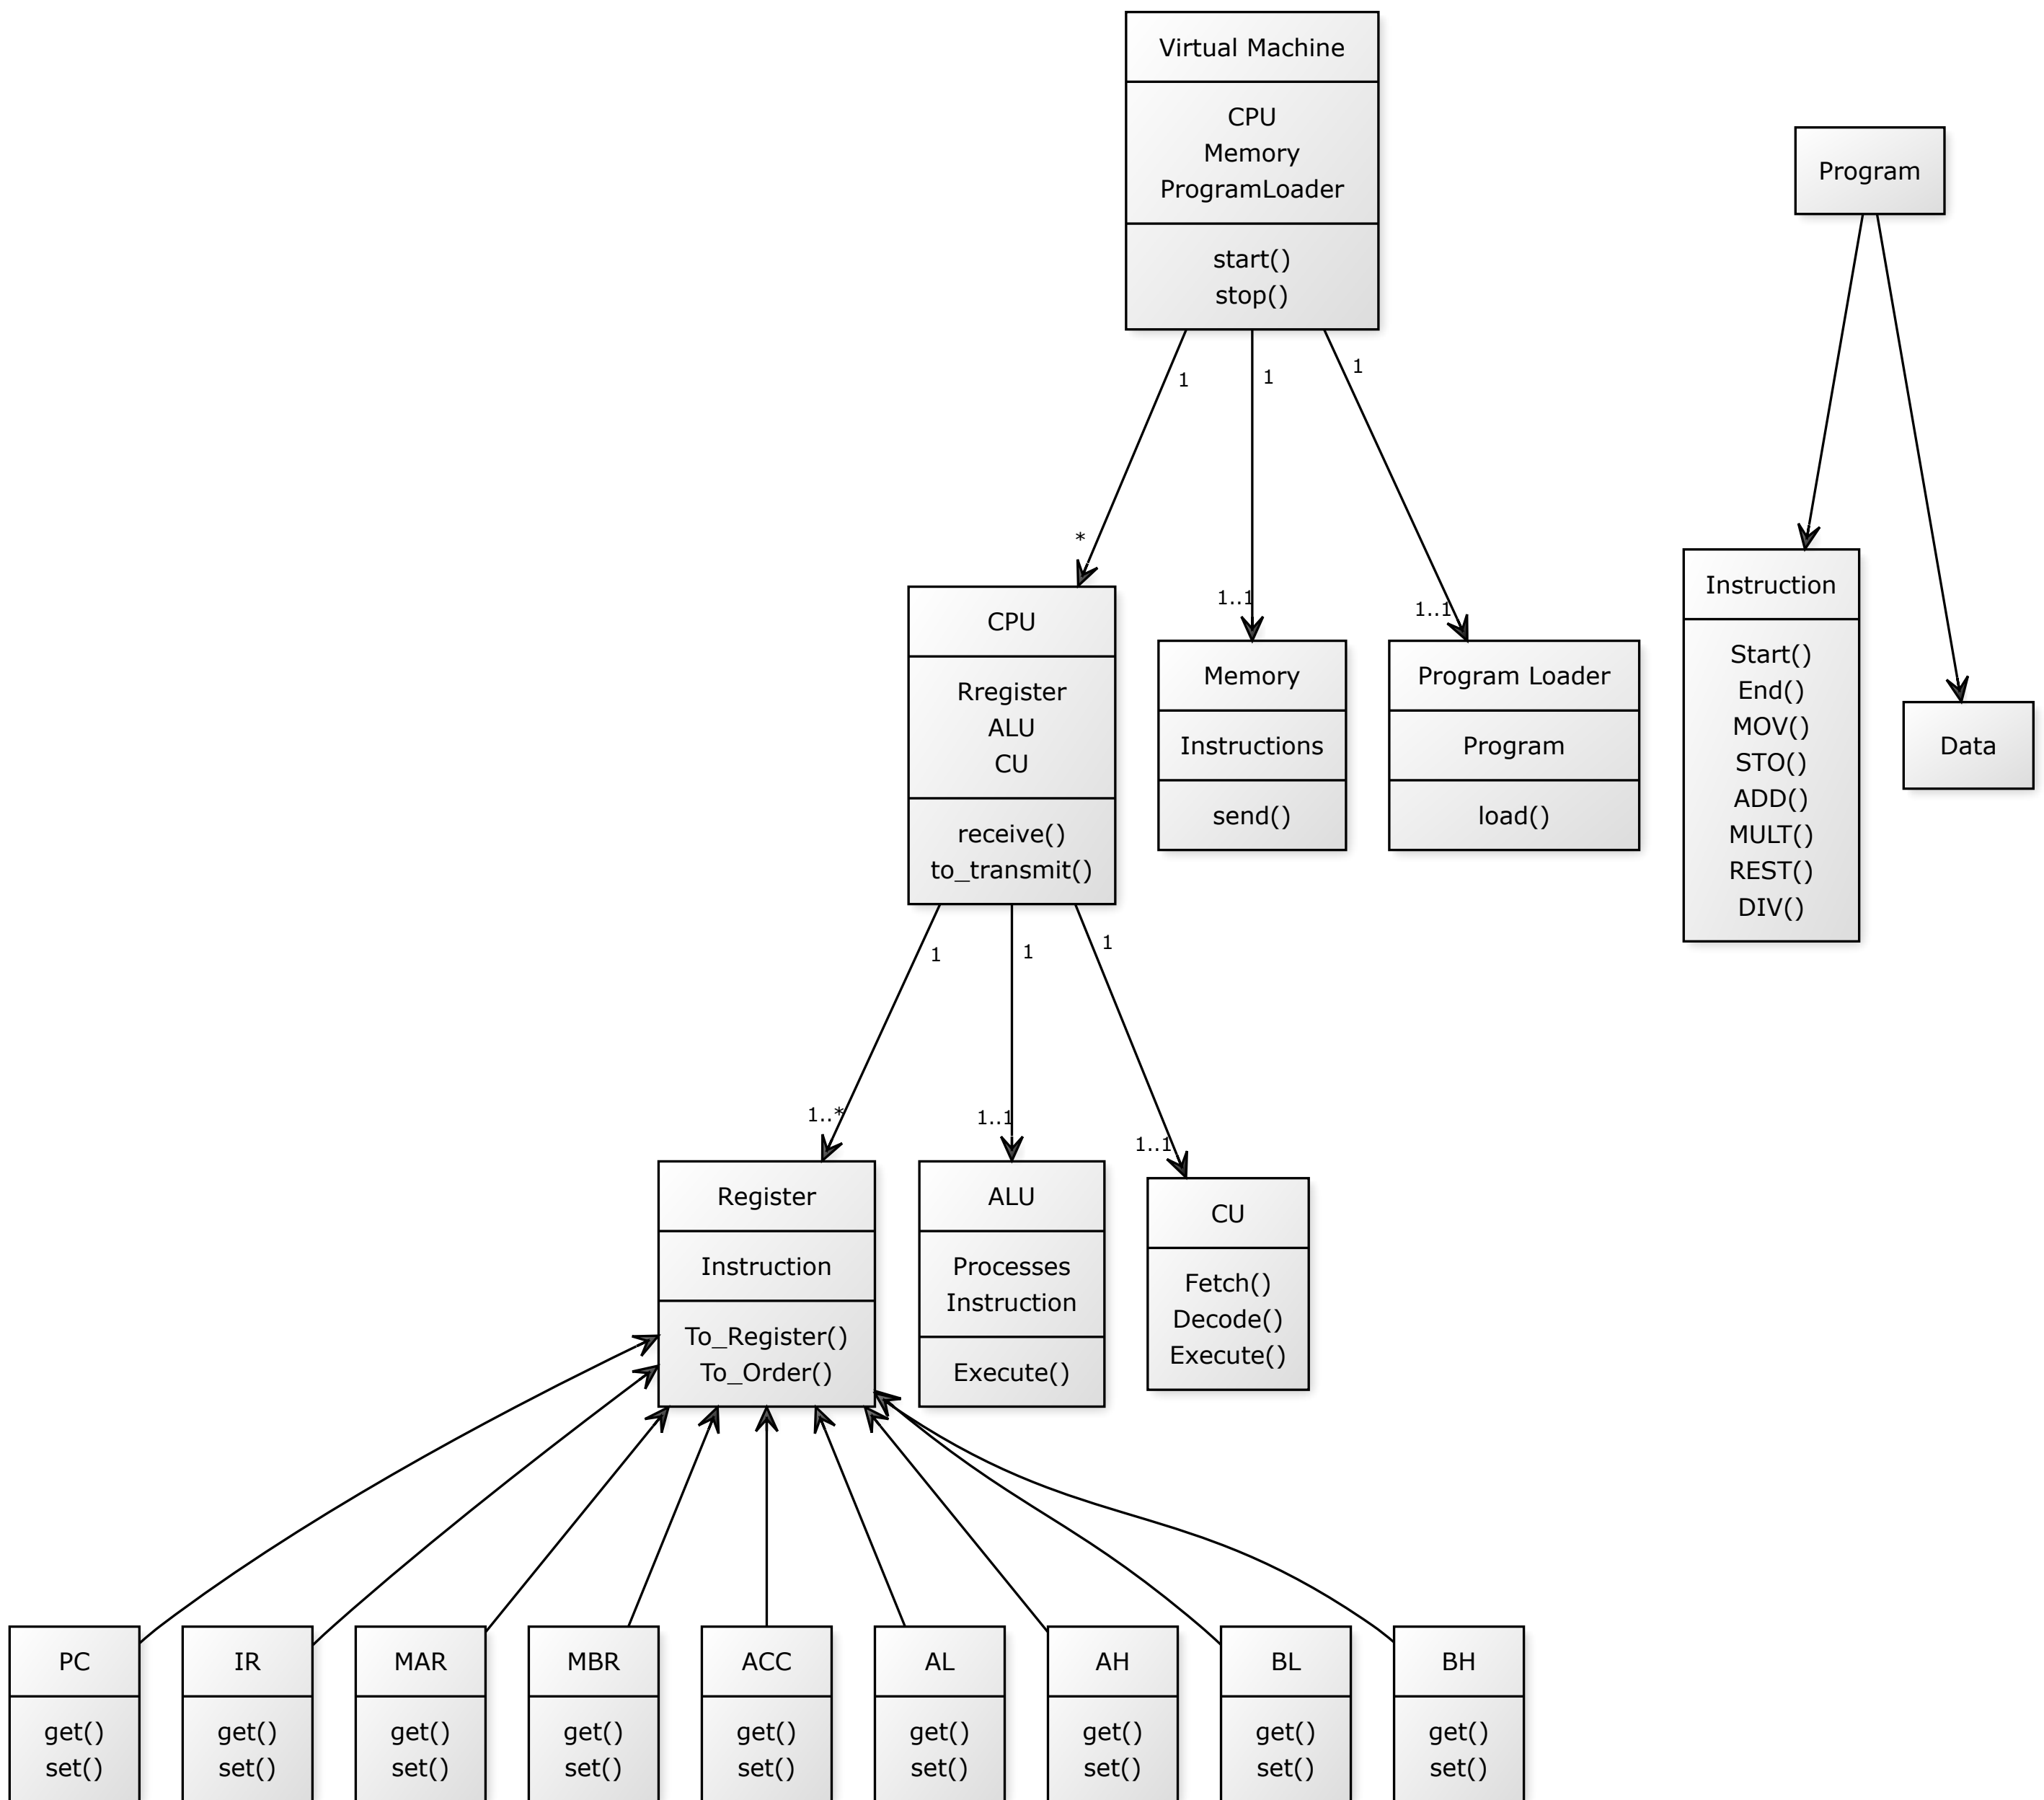 Virtual Machine
CPU
Memory
ProgramLoader
start()
stop()
Program
1
1
1
*
1..1
1..1
CPU
Rregister
ALU
CU
receive()
to_transmit()
Memory
Instructions
send()
Program Loader
Program
load()
Instruction
Start()
End()
MOV()
STO()
ADD()
MULT()
REST()
DIV()
Data
1
1
1
1..*
1..1
1..1
Register
Instruction
To_Register()
To_Order()
ALU
Processes
Instruction
Execute()
CU
Fetch()
Decode()
Execute()
PC
get()
set()
IR
get()
set()
MAR
get()
set()
MBR
get()
set()
ACC
get()
set()
AL
get()
set()
AH
get()
set()
BL
get()
set()
BH
get()
set()